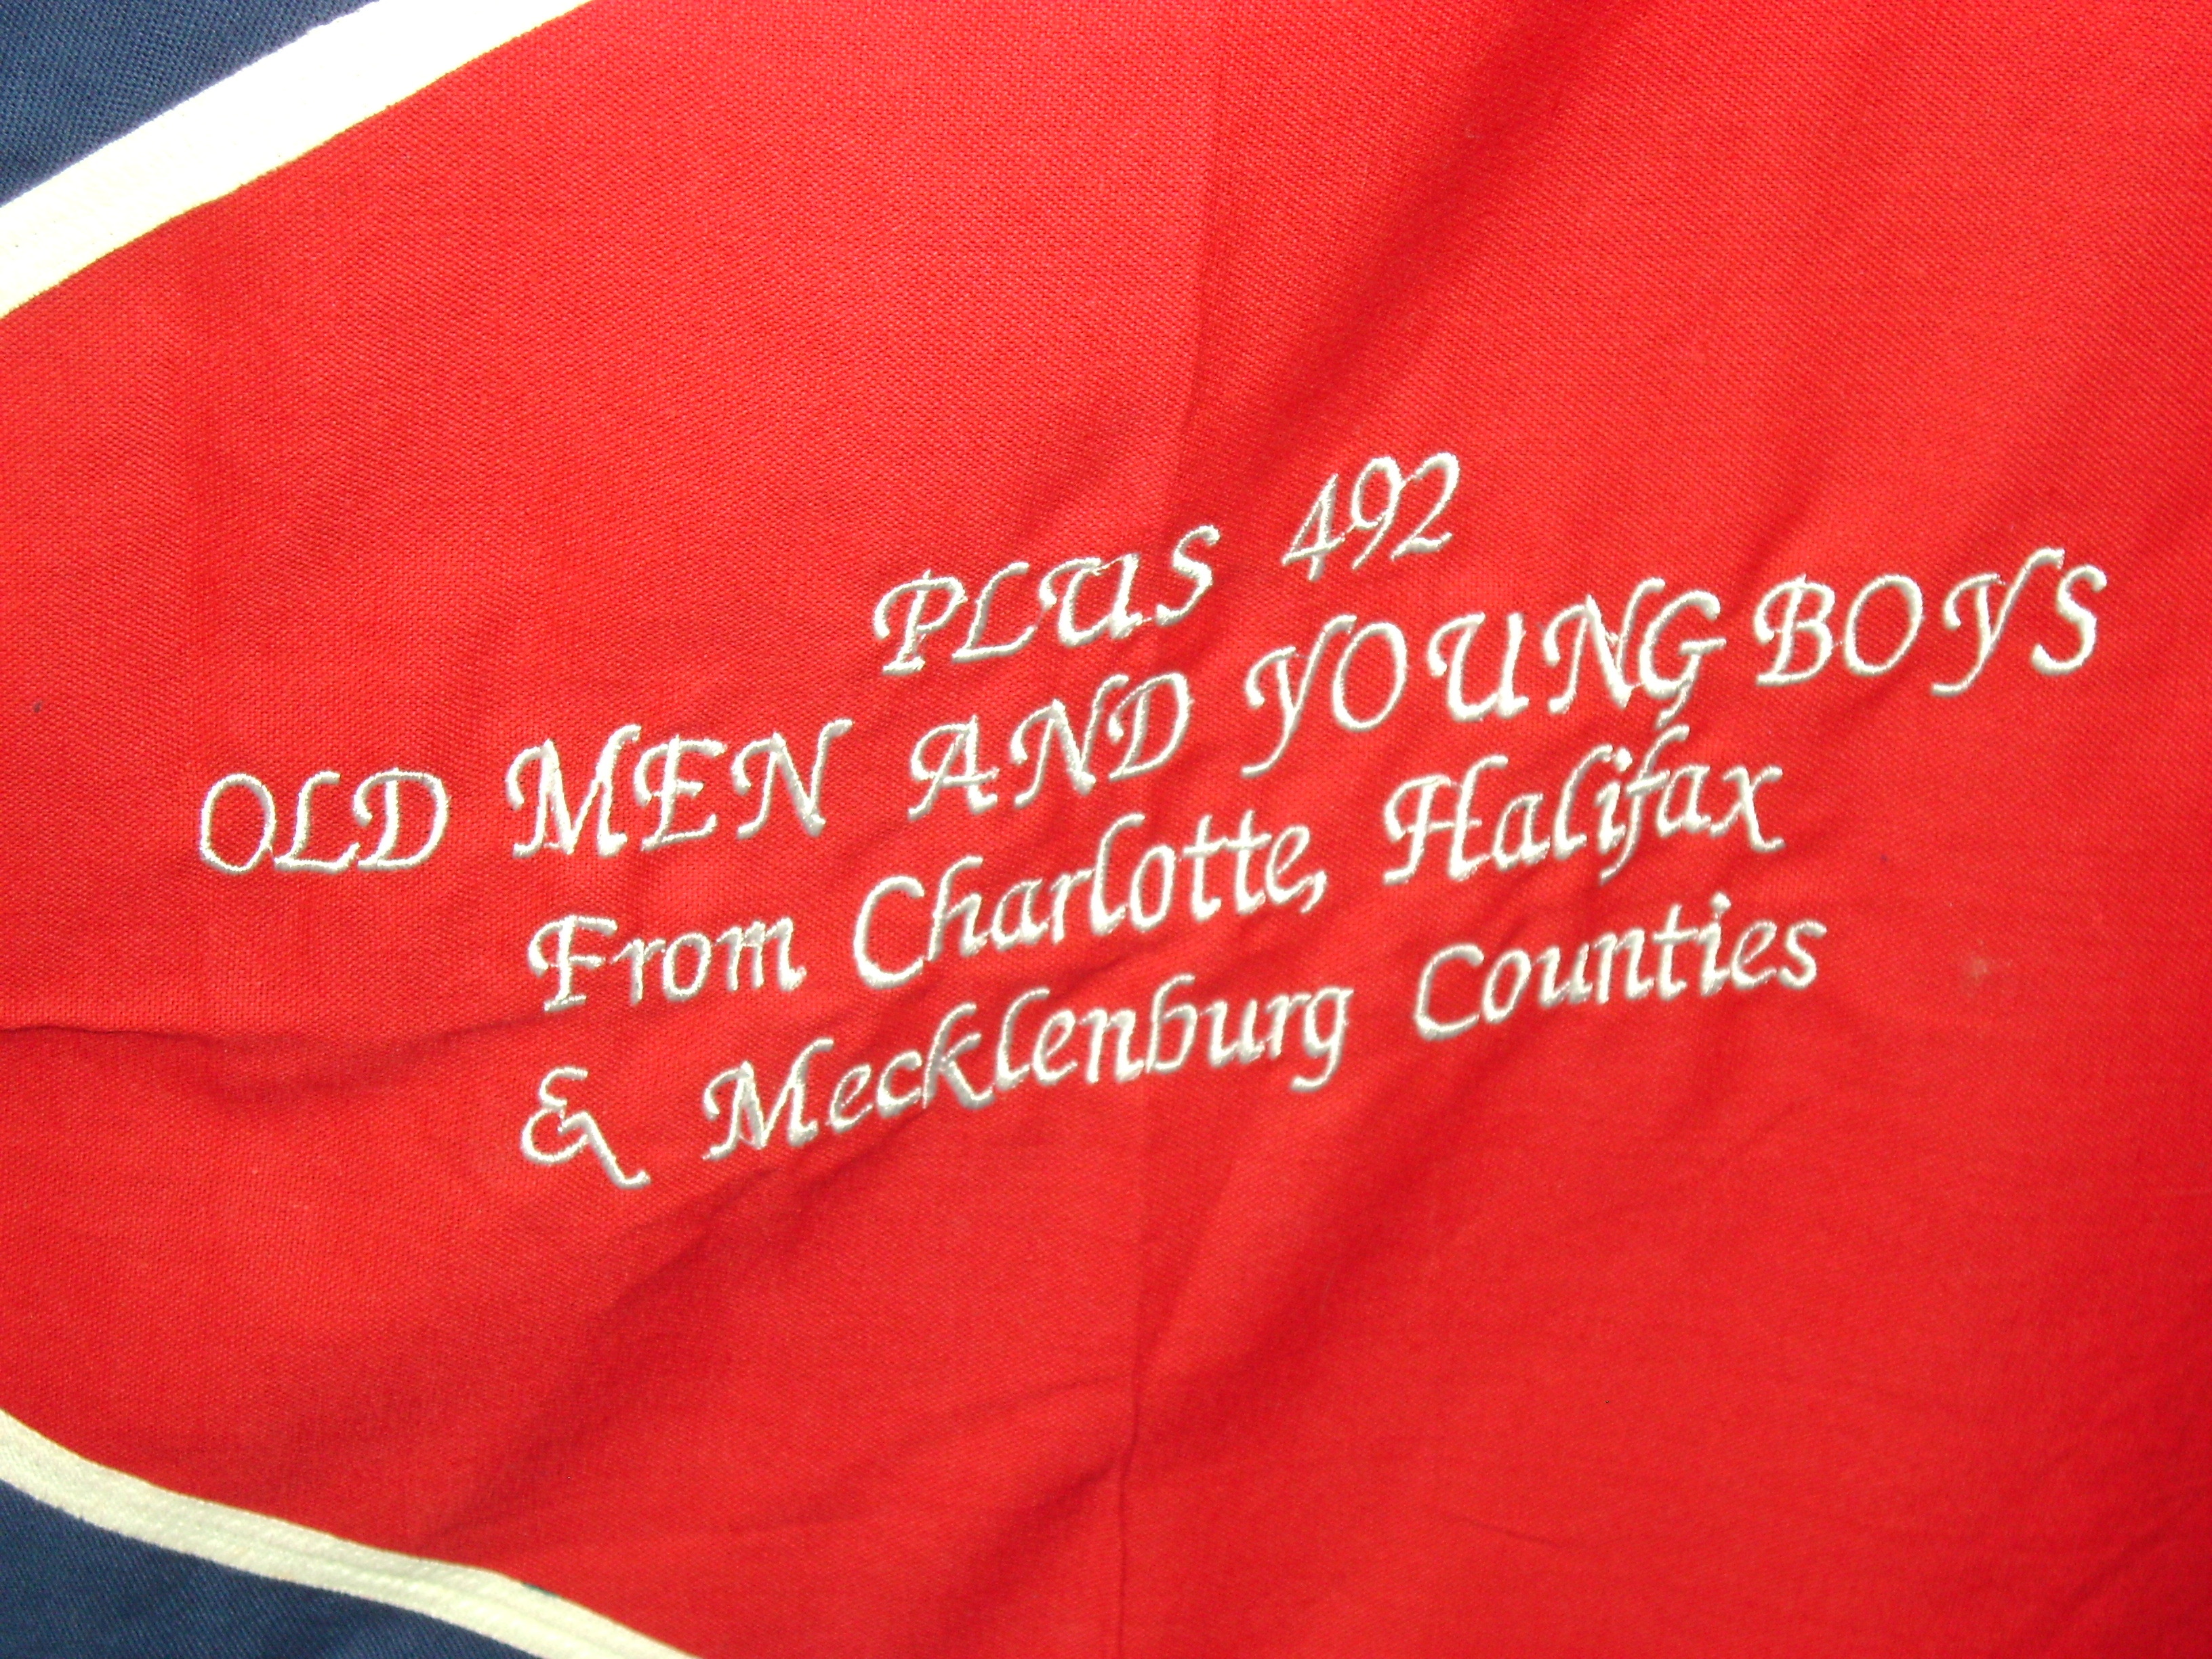 PLUS 492
OLD MEN AND YOUNG BOYS
From Charlotte, Halifax
& Mecklenburg Counties